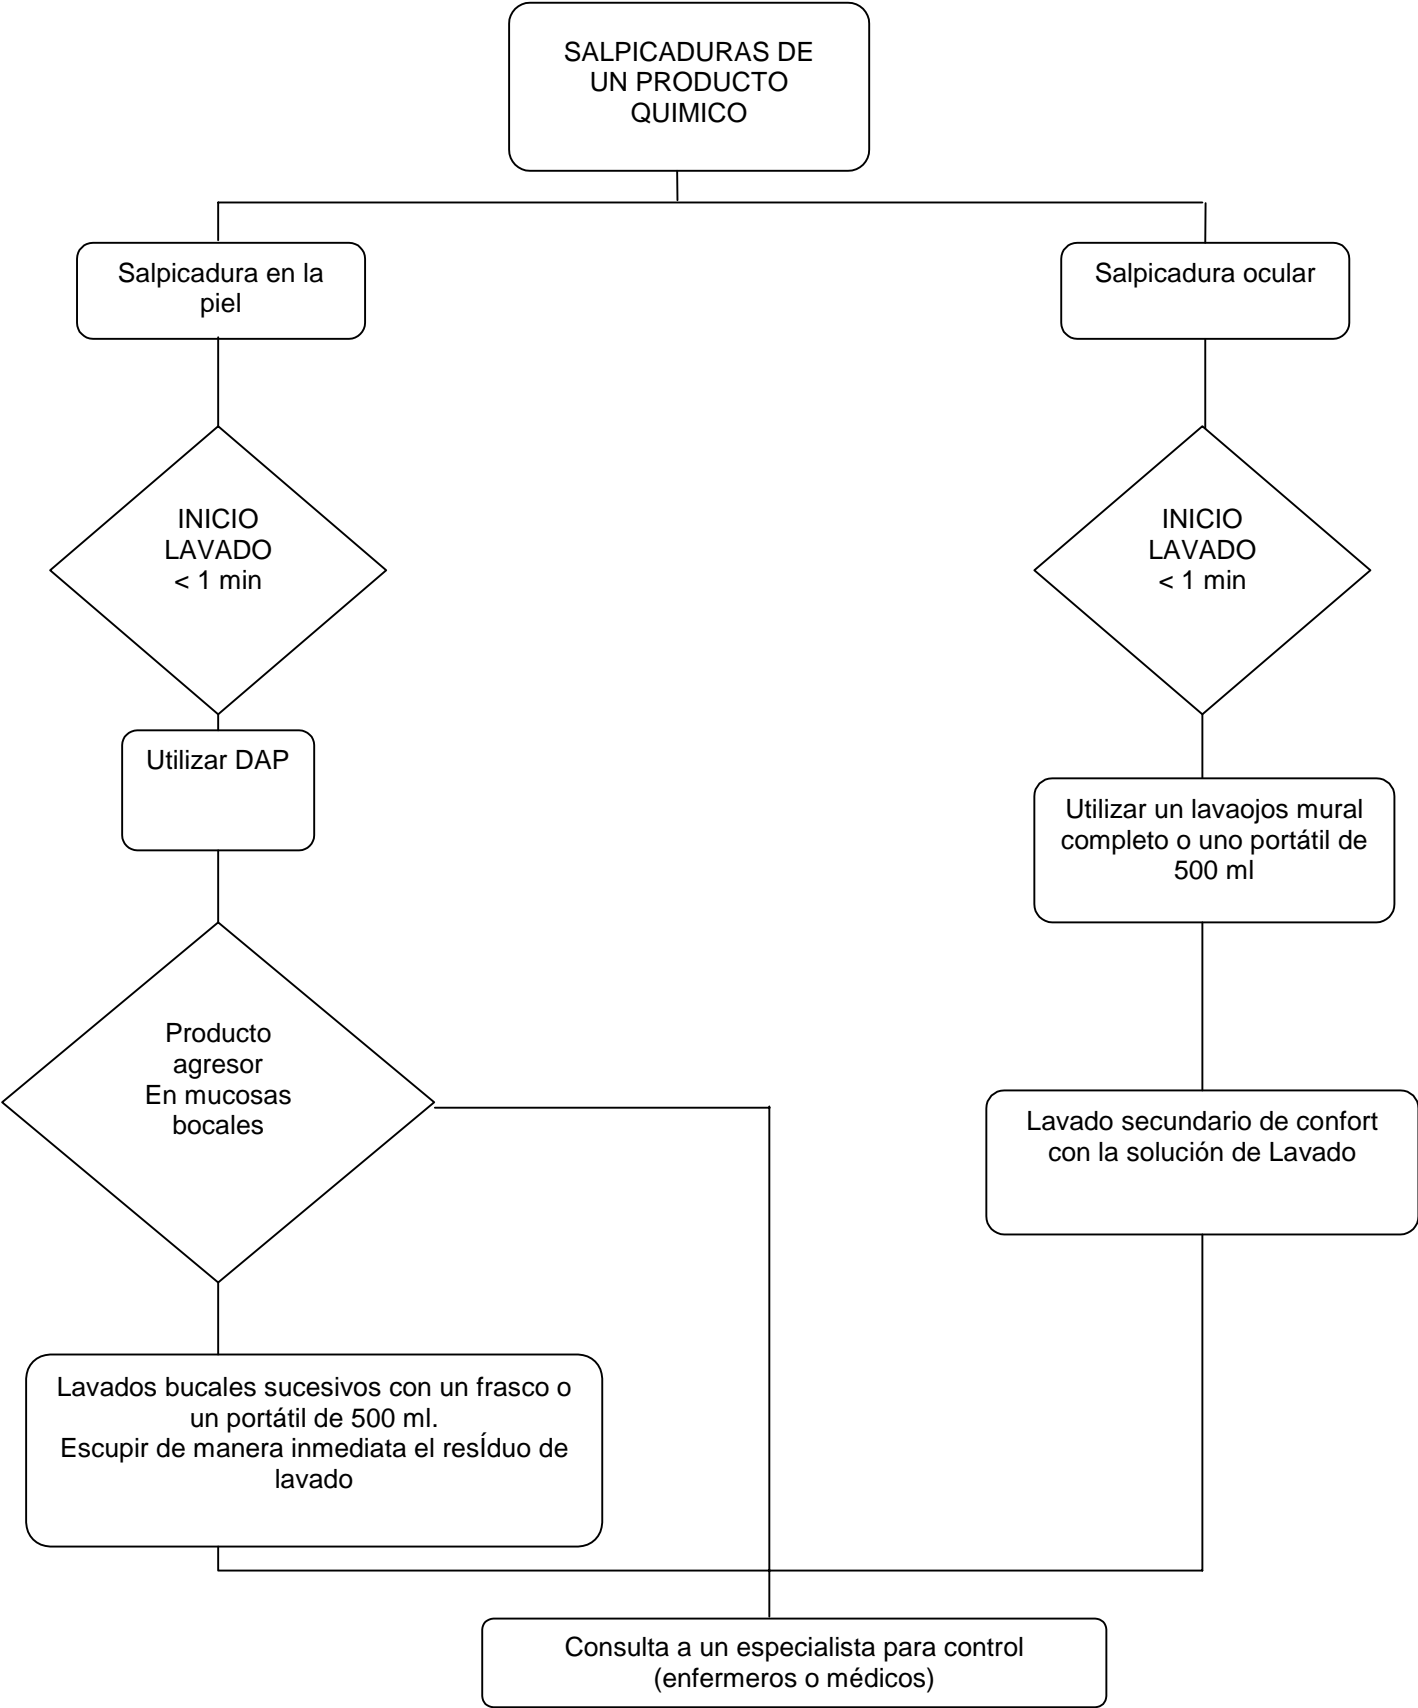 SALPICADURAS DE
UN PRODUCTO
QUIMICO
Salpicadura en la
piel
Salpicadura ocular
INICIO
LAVADO
< 1 min
INICIO
LAVADO
< 1 min
Utilizar DAP
Utilizar un lavaojos mural
completo o uno portátil de
500 ml
Producto
agresor
En mucosas
bocales
Lavado secundario de confort
con la solución de Lavado
Lavados bucales sucesivos con un frasco o
un portátil de 500 ml.
Escupir de manera inmediata el resÍduo de
lavado
Consulta a un especialista para control
(enfermeros o médicos)